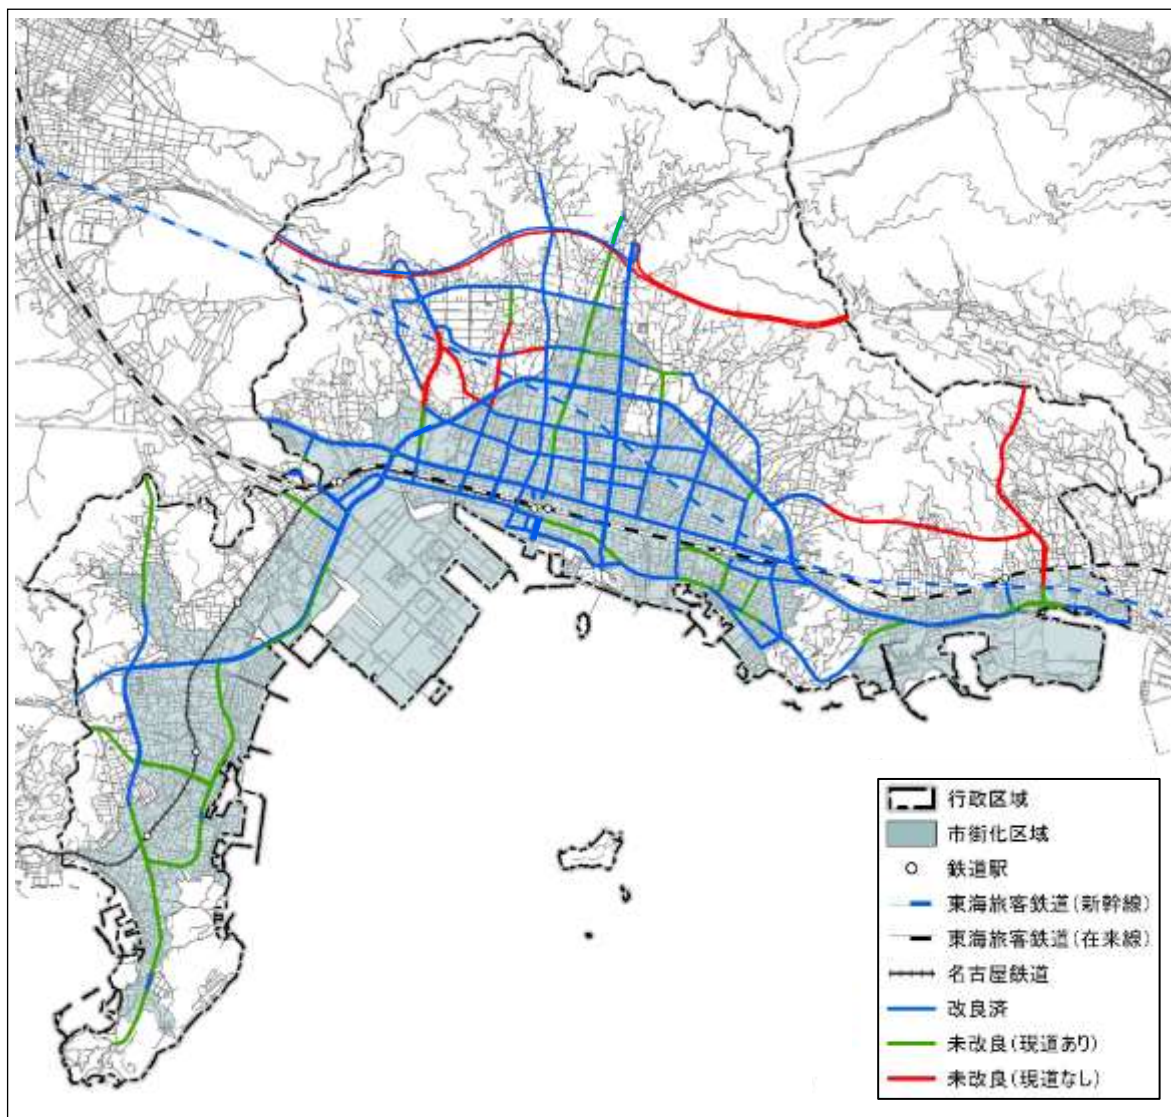 行政区域
市街化区域
鉄道駅
東海旅客鉄道(新幹線)
東海旅客鉄道(在来線)
名古屋鉄道
改良済
未改良(現道あり)
未改良(現道なし)